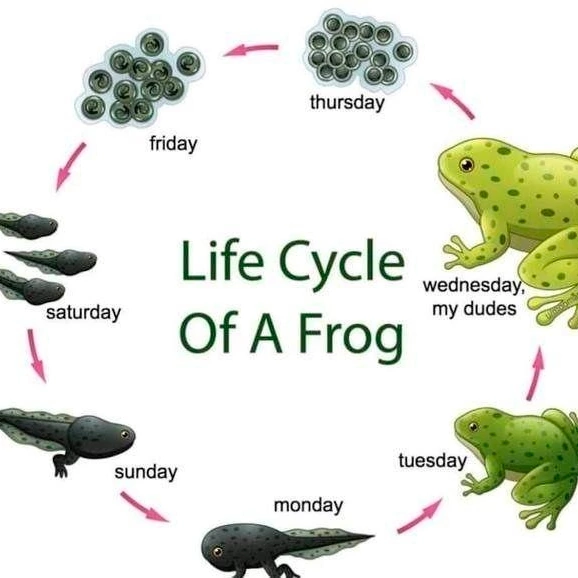 thursday
friday
Life Cycle
Of A Frog
wednesday,
my dudes
saturday
tuesday
sunday
monday